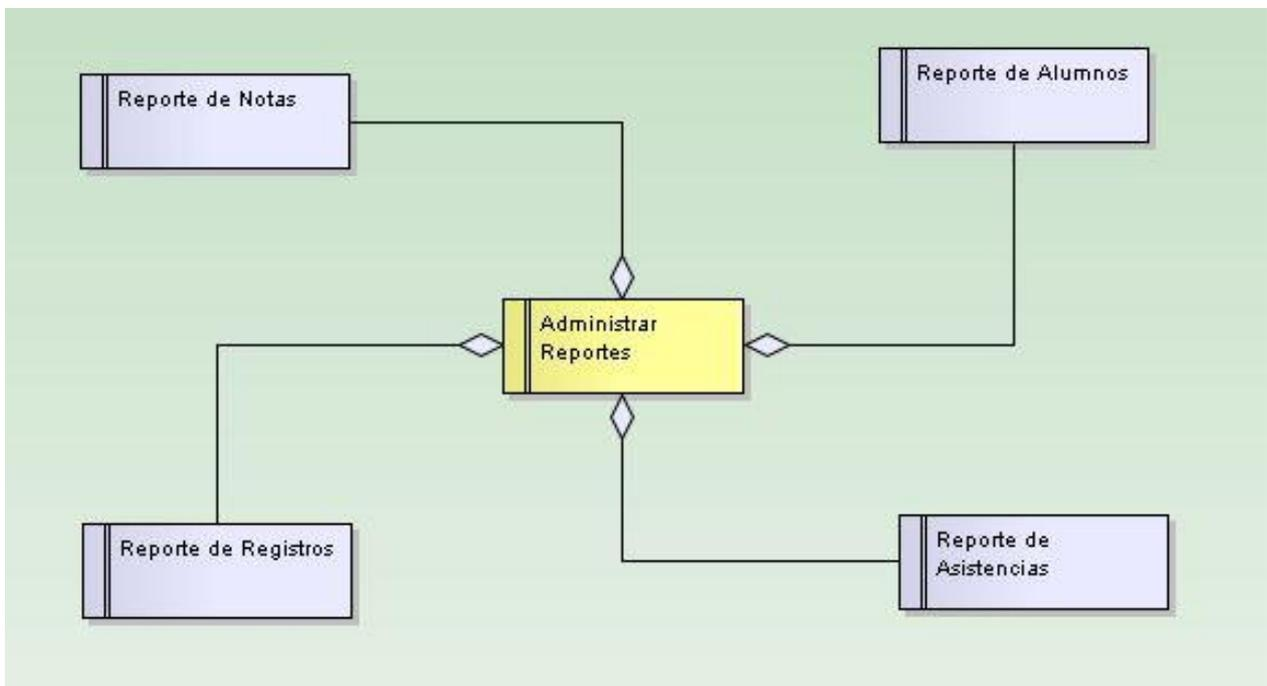 Reporte de Notas
Reporte de Alumnos
Administrar
Reportes
Reporte de Registros
Reporte de
Asistencias